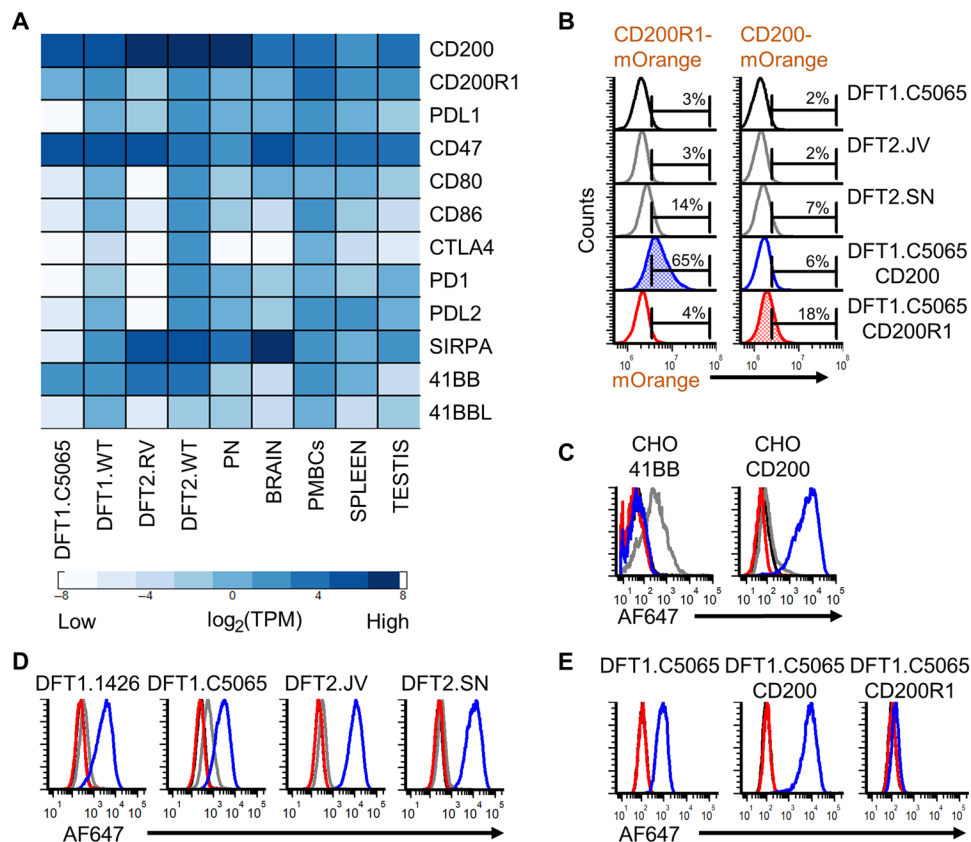 A
CD200
CD200R1
PDL1
CD47
CD80
CD86
CTLA4
PD1
PDL2
SIRPA
41BB
41BBL
DFT1.C5065
DFT1.WT
DFT2.RV
DFT2.WT
PN
BRAIN
PMBCs
SPLEEN
TESTIS
–8 –4 0 4 8
Low log2(TPM) High
B
CD200R1-
mOrange
CD200-
mOrange
3% 2% DFT1.C5065
3% 2% DFT2.JV
14% 7% DFT2.SN
65% 6% DFT1.C5065
CD200
4% 18% DFT1.C5065
CD200R1
Counts
10^6 10^7 10^8 10^6 10^7 10^8
mOrange
C
CHO
41BB
CHO
CD200
10^1 10^2 10^3 10^4 10^5 10^1 10^2 10^3 10^4 10^5
AF647
D
DFT1.1426 DFT1.C5065 DFT2.JV DFT2.SN
10^1 10^2 10^3 10^4 10^5 10^1 10^2 10^3 10^4 10^5 10^1 10^2 10^3 10^4 10^5 10^1 10^2 10^3 10^4 10^5
AF647
E
DFT1.C5065 DFT1.C5065 DFT1.C5065
CD200 CD200R1
10^1 10^2 10^3 10^4 10^5 10^1 10^2 10^3 10^4 10^5 10^1 10^2 10^3 10^4 10^5
AF647